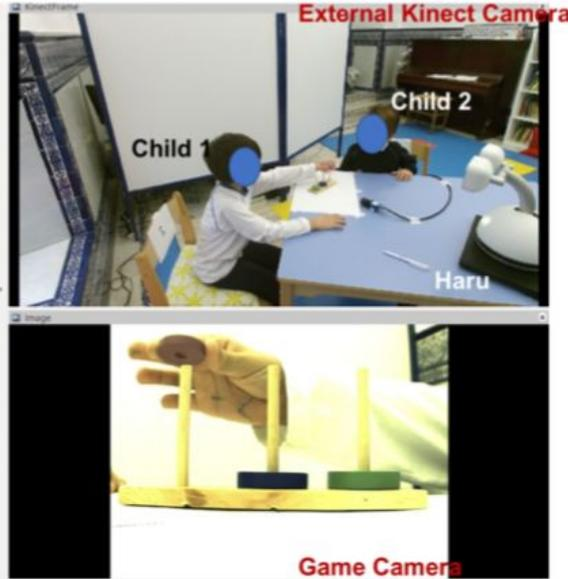 KinectFrame
External Kinect Camera
Child 2
Child 1
Haru
Image
Game Camera